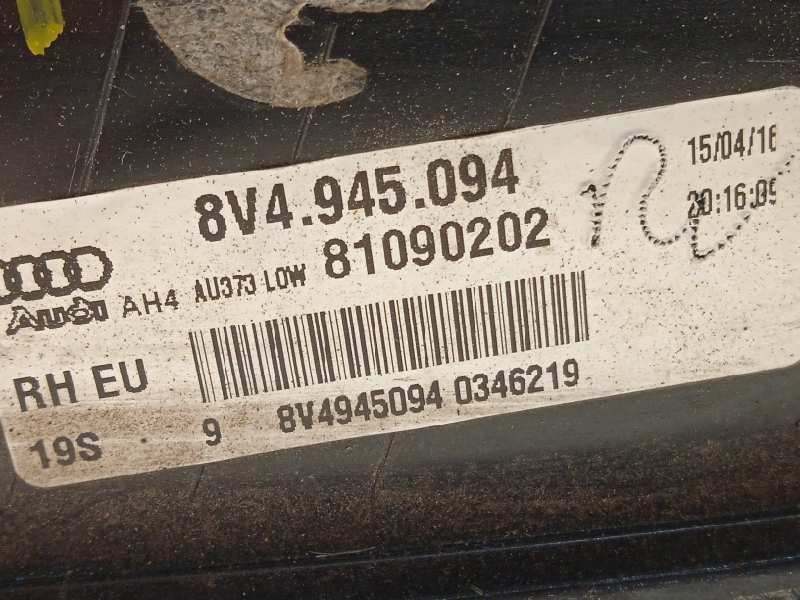 8V4.945.094
15/04/16
20:16:09
Audi AH4 AU373 LOW 81090202
RH EU
19S 9 8V4945094 0346219